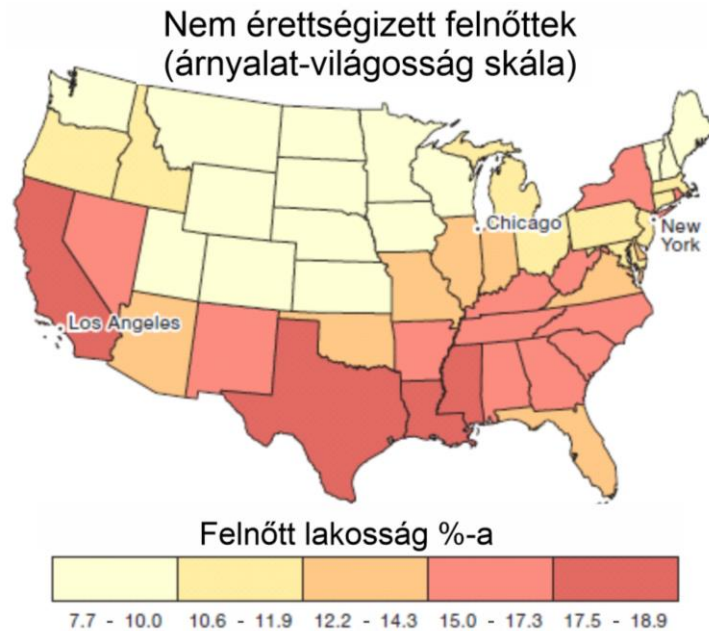 Nem érettségizett felnőttek
(árnyalat-világosság skála)
Chicago
New
York
Los Angeles
Felnőtt lakosság %-a
7.7 - 10.0 10.6 - 11.9 12.2 - 14.3 15.0 - 17.3 17.5 - 18.9